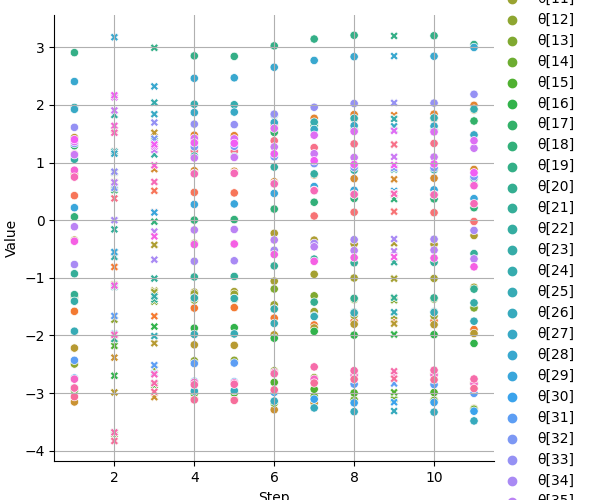 3
2
1
0
−1
−2
−3
−4
Value
2
4
6
8
10
Step
θ[11]
θ[12]
θ[13]
θ[14]
θ[15]
θ[16]
θ[17]
θ[18]
θ[19]
θ[20]
θ[21]
θ[22]
θ[23]
θ[24]
θ[25]
θ[26]
θ[27]
θ[28]
θ[29]
θ[30]
θ[31]
θ[32]
θ[33]
θ[34]
θ[35]